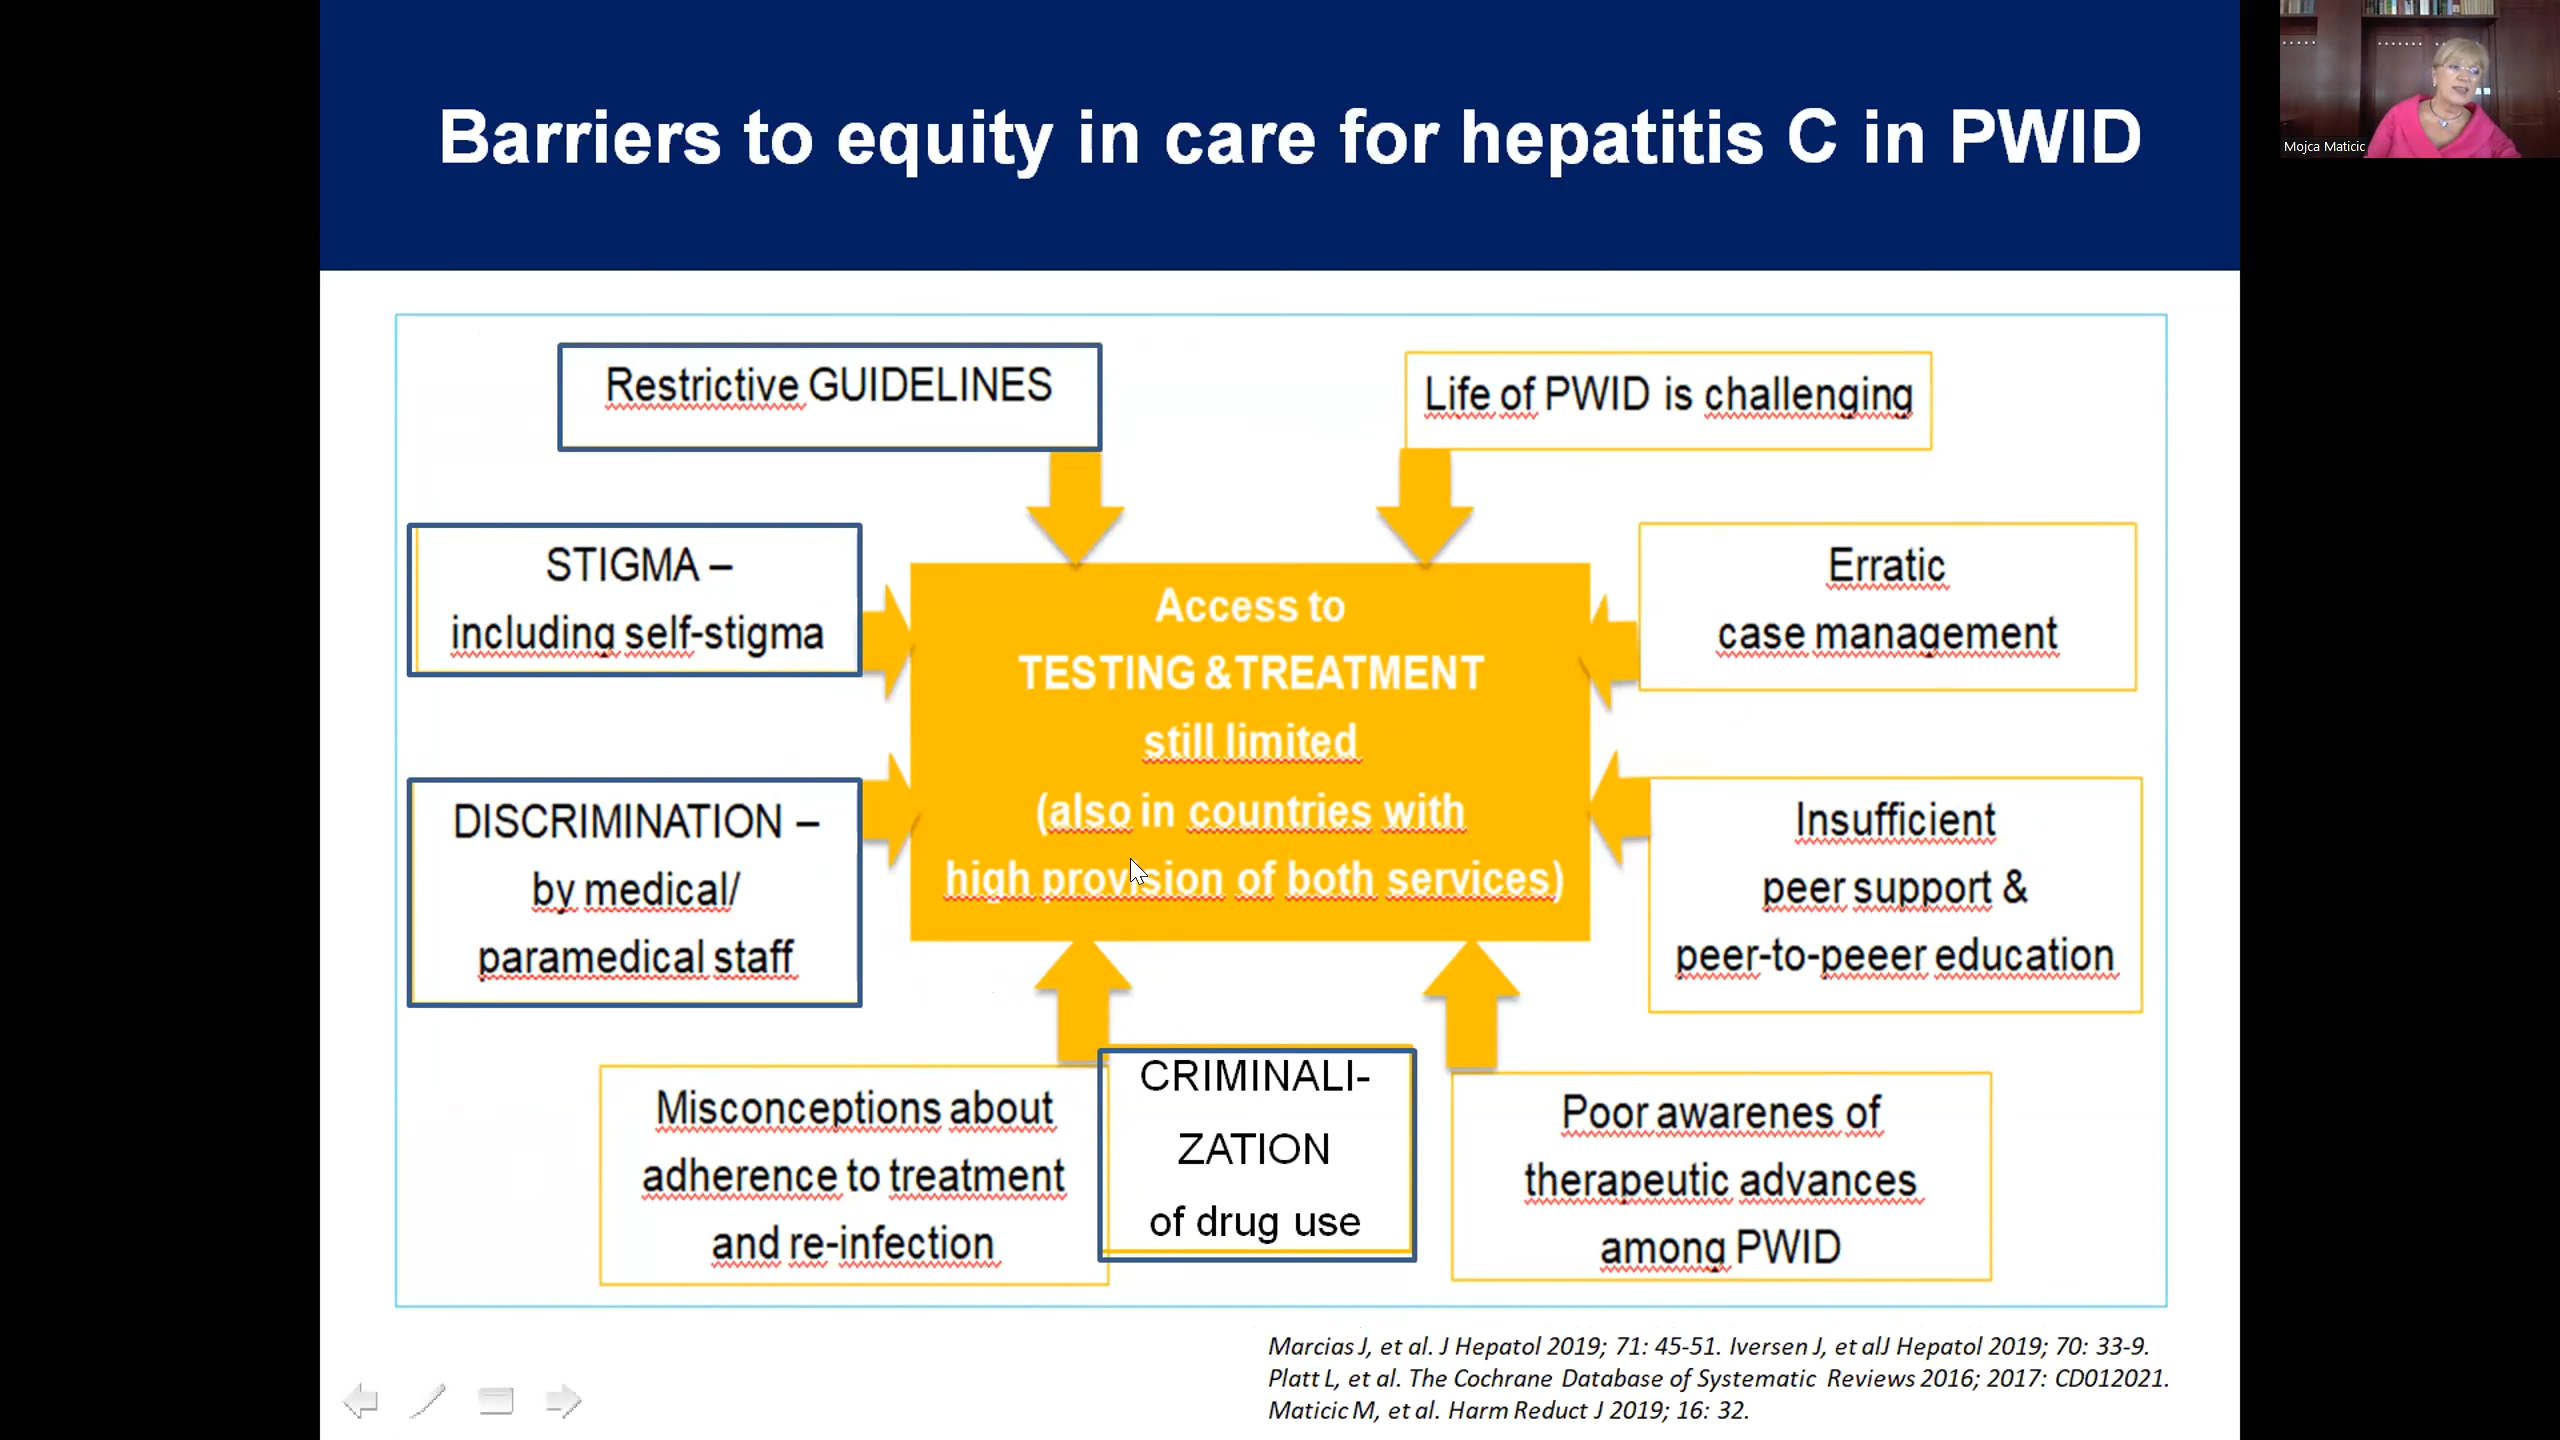 Barriers to equity in care for hepatitis C in PWID
Mojca Maticic
Restrictive GUIDELINES
Life of PWID is challenging
STIGMA –
including self-stigma
Erratic
case management
Access to
TESTING & TREATMENT
still limited
(also in countries with
high provision of both services)
DISCRIMINATION –
by medical/
paramedical staff
Insufficient
peer support &
peer-to-peeer education
Misconceptions about
adherence to treatment
and re-infection
CRIMINALI-
ZATION
of drug use
Poor awarenes of
therapeutic advances
among PWID
Marcias J, et al. J Hepatol 2019; 71: 45-51. Iversen J, et alJ Hepatol 2019; 70: 33-9.
Platt L, et al. The Cochrane Database of Systematic Reviews 2016; 2017: CD012021.
Maticic M, et al. Harm Reduct J 2019; 16: 32.